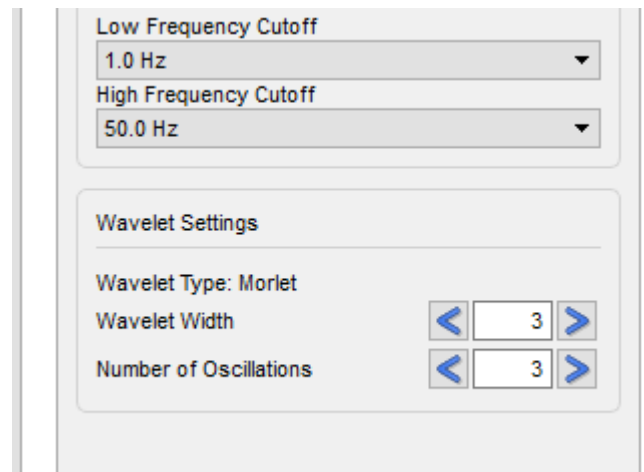 Low Frequency Cutoff
1.0 Hz
High Frequency Cutoff
50.0 Hz
Wavelet Settings
Wavelet Type: Morlet
Wavelet Width 3
Number of Oscillations 3